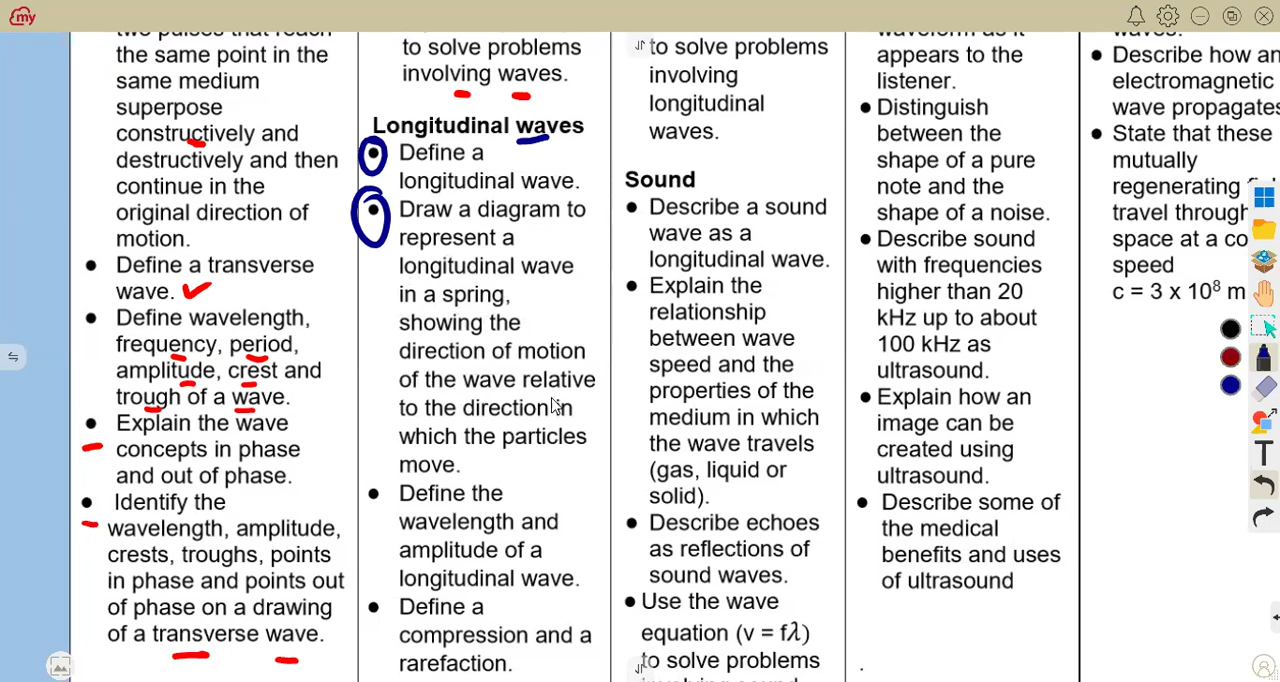 my
two pulses that reach
the same point in the
same medium
superpose
constructively and
destructively and then
continue in the
original direction of
motion.
● Define a transverse
wave.
● Define wavelength,
frequency, period,
amplitude, crest and
trough of a wave.
● Explain the wave
concepts in phase
and out of phase.
● Identify the
wavelength, amplitude,
crests, troughs, points
in phase and points out
of phase on a drawing
of a transverse wave.
to solve problems
involving waves.
Longitudinal waves
● Define a
longitudinal wave.
● Draw a diagram to
represent a
longitudinal wave
in a spring,
showing the
direction of motion
of the wave relative
to the direction in
which the particles
move.
● Define the
wavelength and
amplitude of a
longitudinal wave.
● Define a
compression and a
rarefaction.
to solve problems
involving
longitudinal
waves.
Sound
● Describe a sound
wave as a
longitudinal wave.
● Explain the
relationship
between wave
speed and the
properties of the
medium in which
the wave travels
(gas, liquid or
solid).
● Describe echoes
as reflections of
sound waves.
● Use the wave
equation (v = fλ)
to solve problems
waveform as it
appears to the
listener.
● Distinguish
between the
shape of a pure
note and the
shape of a noise.
● Describe sound
with frequencies
higher than 20
kHz up to about
100 kHz as
ultrasound.
● Explain how an
image can be
created using
ultrasound.
● Describe some of
the medical
benefits and uses
of ultrasound
.
waves.
● Describe how an
electromagnetic
wave propagates
● State that these
mutually
regenerating
travel through
space at a co
speed
c = 3 x 10⁸ m
T